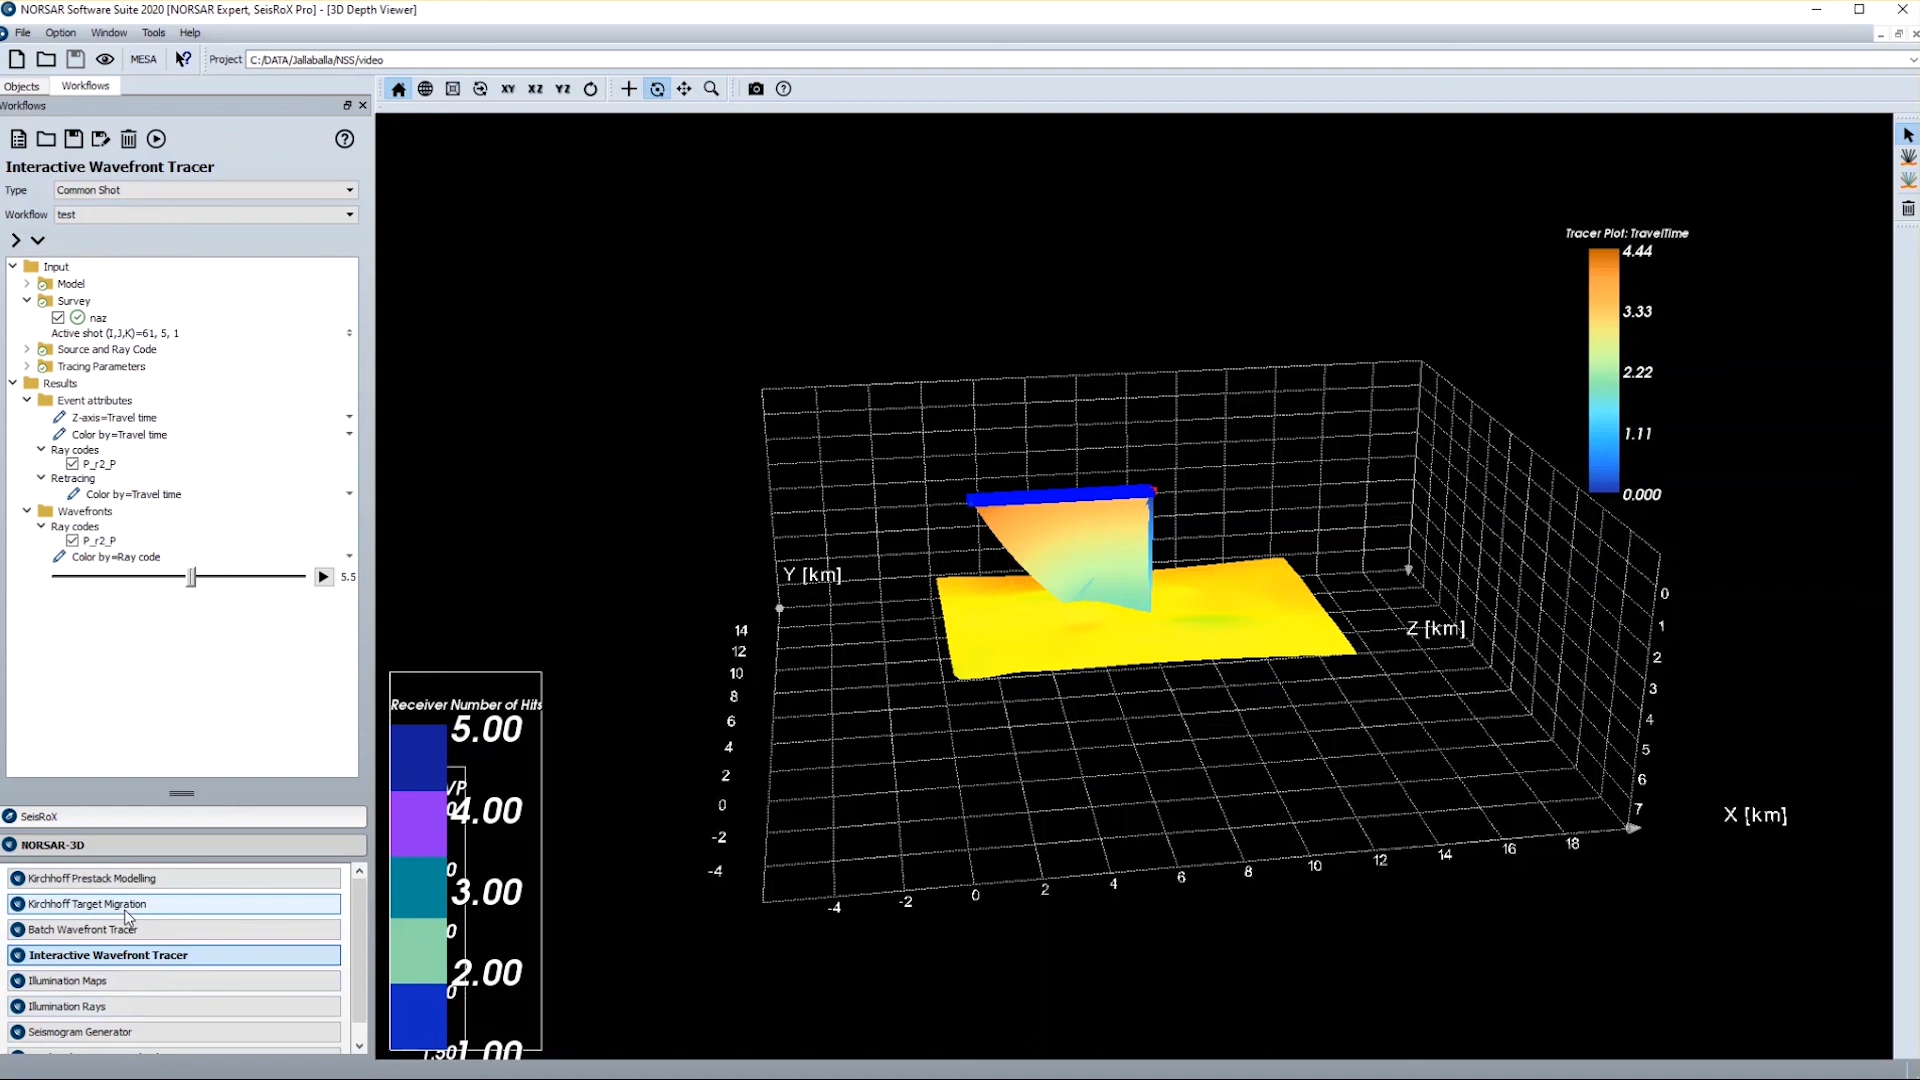 NORSAR Software Suite 2020 [NORSAR Expert, SeisRoX Pro] - [3D Depth Viewer]
File Option Window Tools Help
MESA Project C:/DATA/Jallaballa/NSS/video
Objects Workflows
XY XZ YZ
Workflows
Interactive Wavefront Tracer
Type Common Shot
Workflow test
Input
Model
Survey
naz
Active shot (I,J,K)=61, 5, 1
Source and Ray Code
Tracing Parameters
Results
Event attributes
Z-axis=Travel time
Color by=Travel time
Ray codes
P_r2_P
Retracing
Color by=Travel time
Wavefronts
Ray codes
P_r2_P
Color by=Ray code
5.5
SeisRoX
NORSAR-3D
Kirchhoff Prestack Modelling
Kirchhoff Target Migration
Batch Wavefront Tracer
Interactive Wavefront Tracer
Illumination Maps
Illumination Rays
Seismogram Generator
Tracer Plot: TravelTime
4.44
3.33
2.22
1.11
0.000
Y [km]
14
12
10
8
6
4
2
0
-2
-4
Z [km]
0
1
2
3
4
5
6
7
X [km]
-4
-2
0
2
4
6
8
10
12
14
16
18
Receiver Number of Hits
5.00
4.00
3.00
2.00
1.00